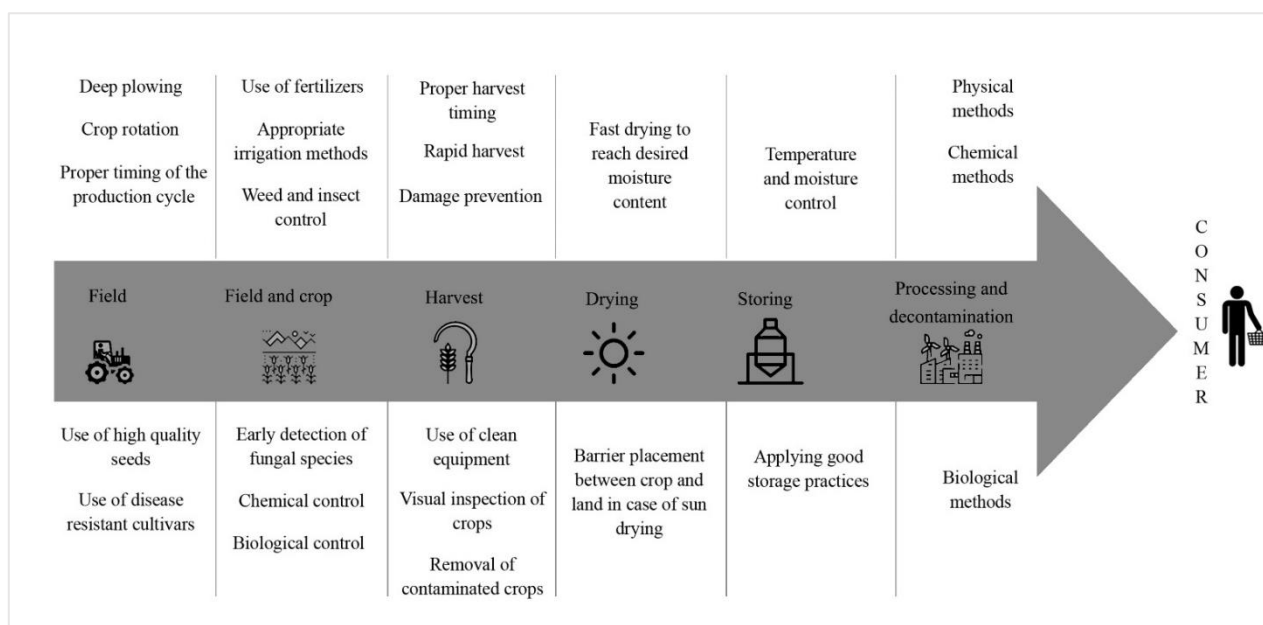 Deep plowing
Crop rotation
Proper timing of the
production cycle
Use of fertilizers
Appropriate
irrigation methods
Weed and insect
control
Proper harvest
timing
Rapid harvest
Damage prevention
Fast drying to
reach desired
moisture
content
Temperature
and moisture
control
Physical
methods
Chemical
methods
Field
Field and crop
Harvest
Drying
Storing
Processing and
decontamination
CONSUMER
Use of high quality
seeds
Use of disease
resistant cultivars
Early detection of
fungal species
Chemical control
Biological control
Use of clean
equipment
Visual inspection of
crops
Removal of
contaminated crops
Barrier placement
between crop and
land in case of sun
drying
Applying good
storage practices
Biological
methods